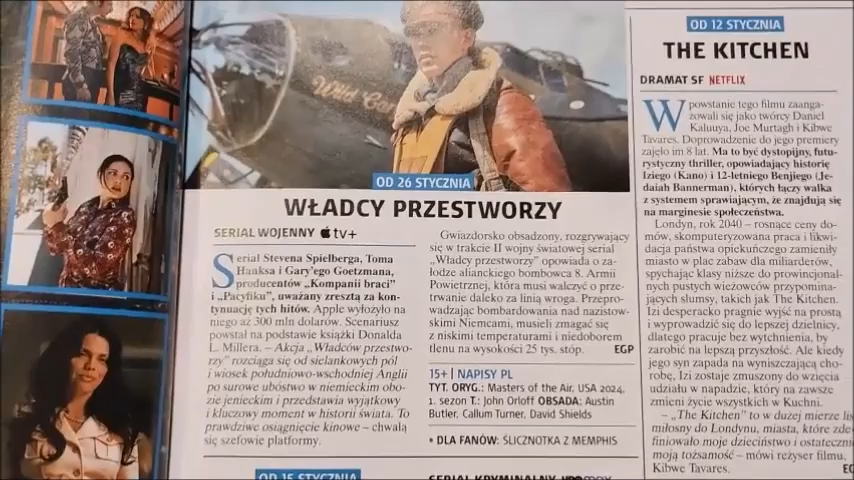 Wild Co
OD 26 STYCZNIA
WŁADCY PRZESTWORZY
SERIAL WOJENNY tv+
Serial Stevena Spielberga, Toma
Hanksa i Gary'ego Goetzmana,
producentów „Kompanii braci”
i „Pacyfiku”, uważany zresztą za kon-
tynuację tych hitów. Apple wyłożyło na
niego aż 300 mln dolarów. Scenariusz
powstał na podstawie książki Donalda
L. Millera. – Akcja „Władców przestwo-
rzy” rozciąga się od sielankowych pól
i wiosek południowo-wschodniej Anglii
po surowe ubóstwo w niemieckim obo-
zie jenieckim i przedstawia wyjątkowy
i kluczowy moment w historii świata. To
prawdziwe osiągnięcie kinowe – chwalą
się szefowie platformy.
Gwiazdorsko obsadzony, rozgrywający
się w trakcie II wojny światowej serial
„Władcy przestworzy” opowiada o za-
łodze alianckiego bombowca 8. Armii
Powietrznej, która musi walczyć o prze-
trwanie daleko za linią wroga. Przepro-
wadzając bombardowania nad nazistow-
skimi Niemcami, musieli zmagać się
z niskimi temperaturami i niedoborem
tlenu na wysokości 25 tys. stóp. EGP
15+ | NAPISY PL
TYT. ORYG.: Masters of the Air, USA 2024,
1. sezon T.: John Orloff OBSADA: Austin
Butler, Callum Turner, David Shields
• DLA FANÓW: ŚLICZNOTKA Z MEMPHIS
OD 15 STYCZNIA
SERIAL KRYMINALNY HBO max
OD 12 STYCZNIA
THE KITCHEN
DRAMAT SF NETFLIX
W powstanie tego filmu zaanga-
żowali się jako twórcy Daniel
Kaluuya, Joe Murtagh i Kibwe
Tavares. Doprowadzenie do jego premiery
zajęło im 8 lat. Ma to być dystopijny, futu-
rystyczny thriller, opowiadający historię
Iziego (Kano) i 12-letniego Benjiego (Je-
daiah Bannerman), których łączy walka
z systemem sprawiającym, że znajdują się
na marginesie społeczeństwa.
Londyn, rok 2040 – rosnące ceny do-
mów, skomputeryzowana praca i likwi-
dacja państwa opiekuńczego zamieniły
miasto w plac zabaw dla miliarderów,
spychając klasy niższe do prowincjonal-
nych pustych wieżowców przypomina-
jących slumsy, takich jak The Kitchen.
Izi desperacko pragnie wyjść na prostą
i wyprowadzić się do lepszej dzielnicy,
dlatego pracuje bez wytchnienia, by
zarobić na lepszą przyszłość. Ale kiedy
jego syn zapada na wyniszczającą cho-
robę, Izi zostaje zmuszony do wzięcia
udziału w napadzie, który na zawsze
zmieni życie wszystkich w Kuchni.
– „The Kitchen” to w dużej mierze lis
miłosny do Londynu, miasta, które zde
finiowało moje dzieciństwo i ostateczni
moją tożsamość – mówi reżyser filmu,
Kibwe Tavares. EG